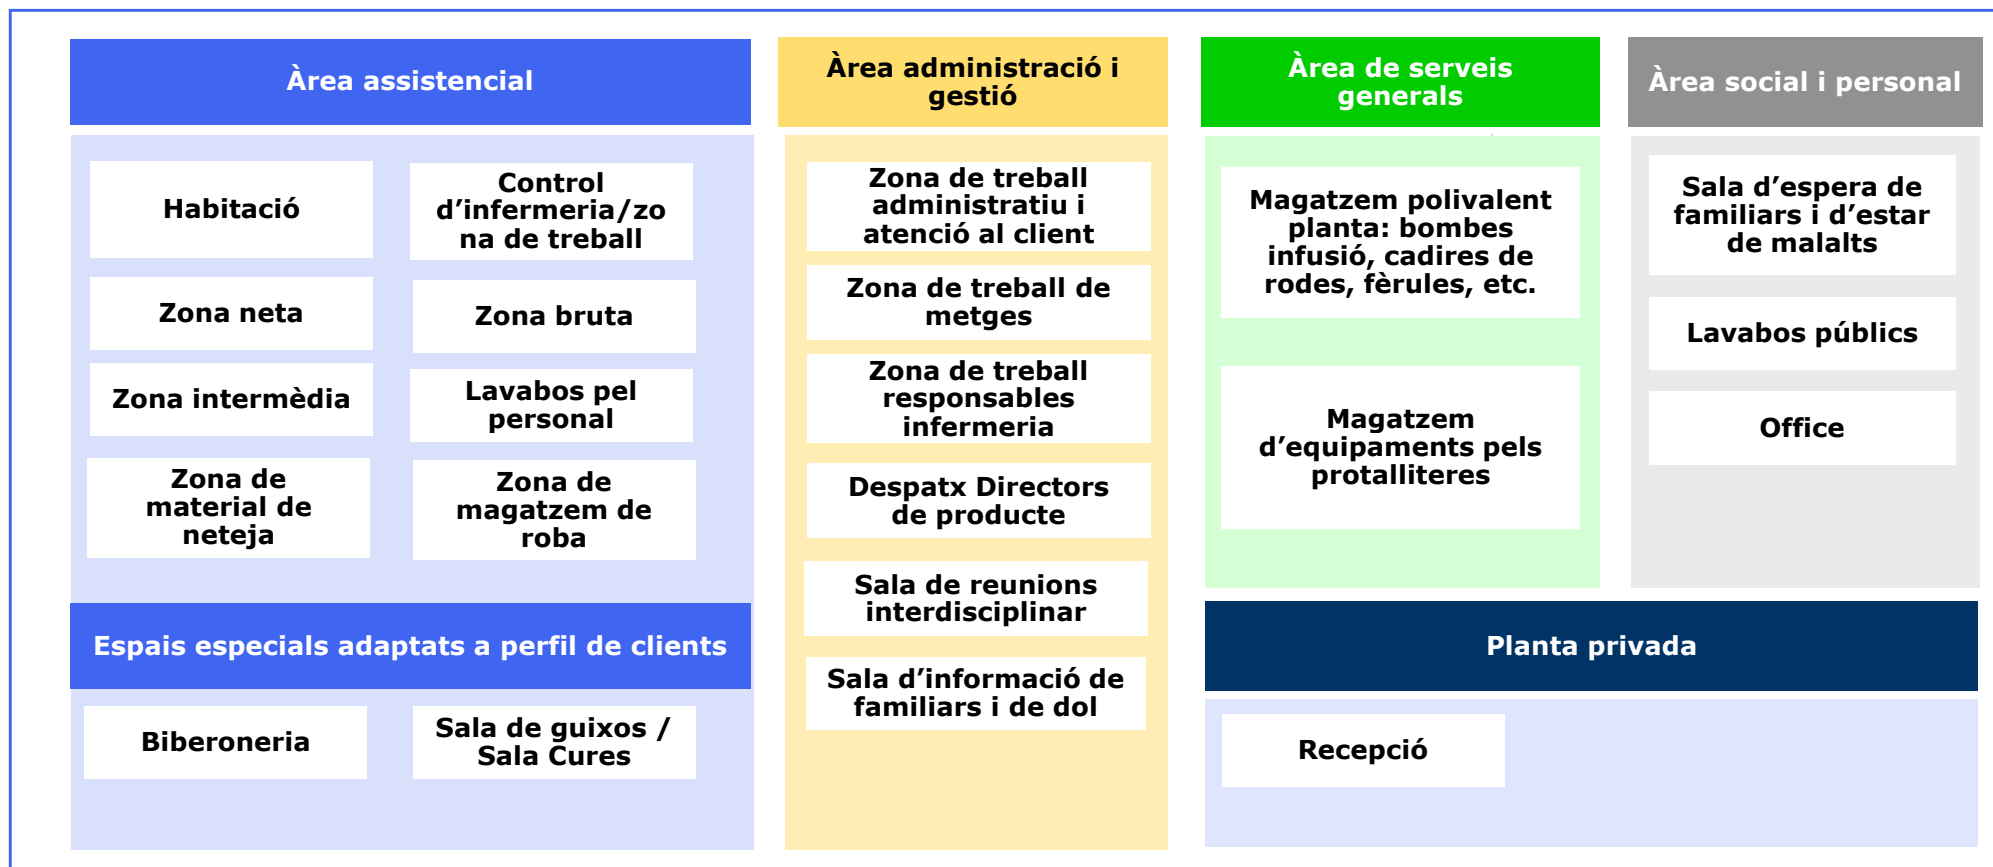 Àrea assistencial
Habitació
Control
d’infermeria/zo
na de treball
Zona neta
Zona bruta
Zona intermèdia
Lavabos pel
personal
Zona de
material de
neteja
Zona de
magatzem de
roba
Espais especials adaptats a perfil de clients
Biberoneria
Sala de guixos /
Sala Cures
Àrea administració i
gestió
Zona de treball
administratiu i
atenció al client
Zona de treball de
metges
Zona de treball
responsables
infermeria
Despatx Directors
de producte
Sala de reunions
interdisciplinar
Sala d’informació de
familiars i de dol
Àrea de serveis
generals
Magatzem polivalent
planta: bombes
infusió, cadires de
rodes, fèrules, etc.
Magatzem
d’equipaments pels
protalliteres
Àrea social i personal
Sala d’espera de
familiars i d’estar
de malalts
Lavabos públics
Office
Planta privada
Recepció